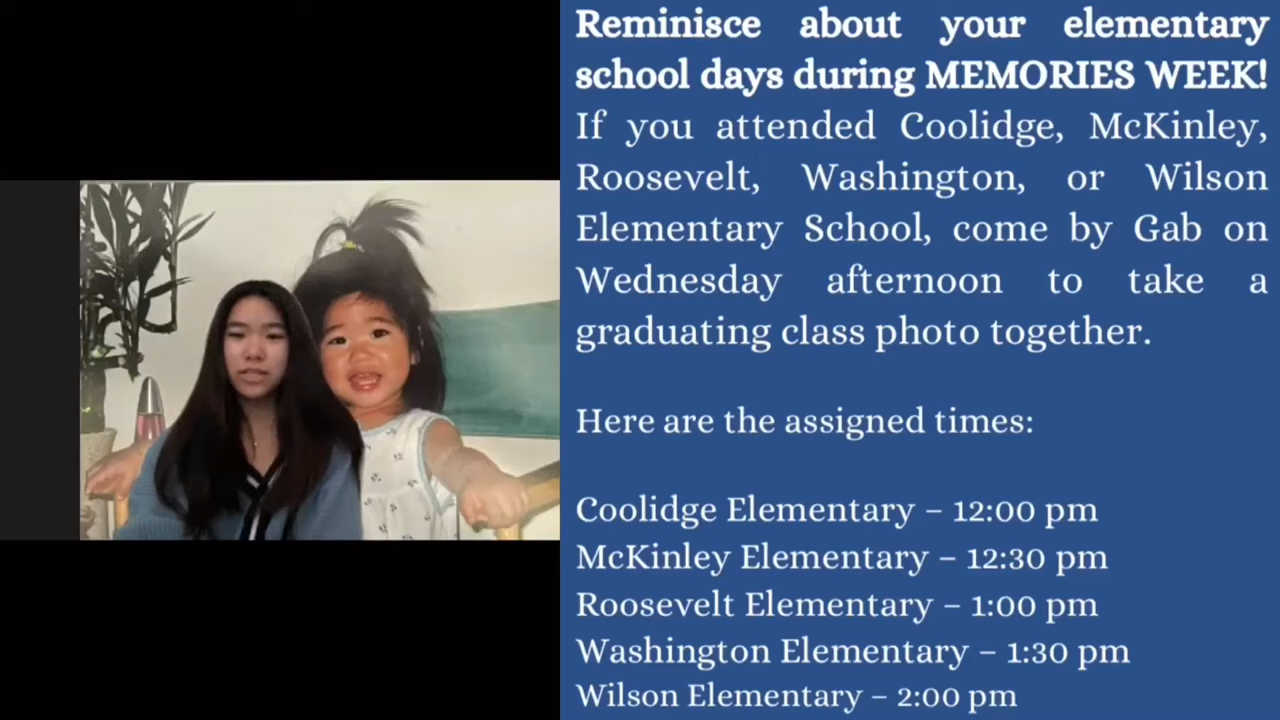 Reminisce about your elementary
school days during MEMORIES WEEK!
If you attended Coolidge, McKinley,
Roosevelt, Washington, or Wilson
Elementary School, come by Gab on
Wednesday afternoon to take a
graduating class photo together.
Here are the assigned times:
Coolidge Elementary – 12:00 pm
McKinley Elementary – 12:30 pm
Roosevelt Elementary – 1:00 pm
Washington Elementary – 1:30 pm
Wilson Elementary – 2:00 pm